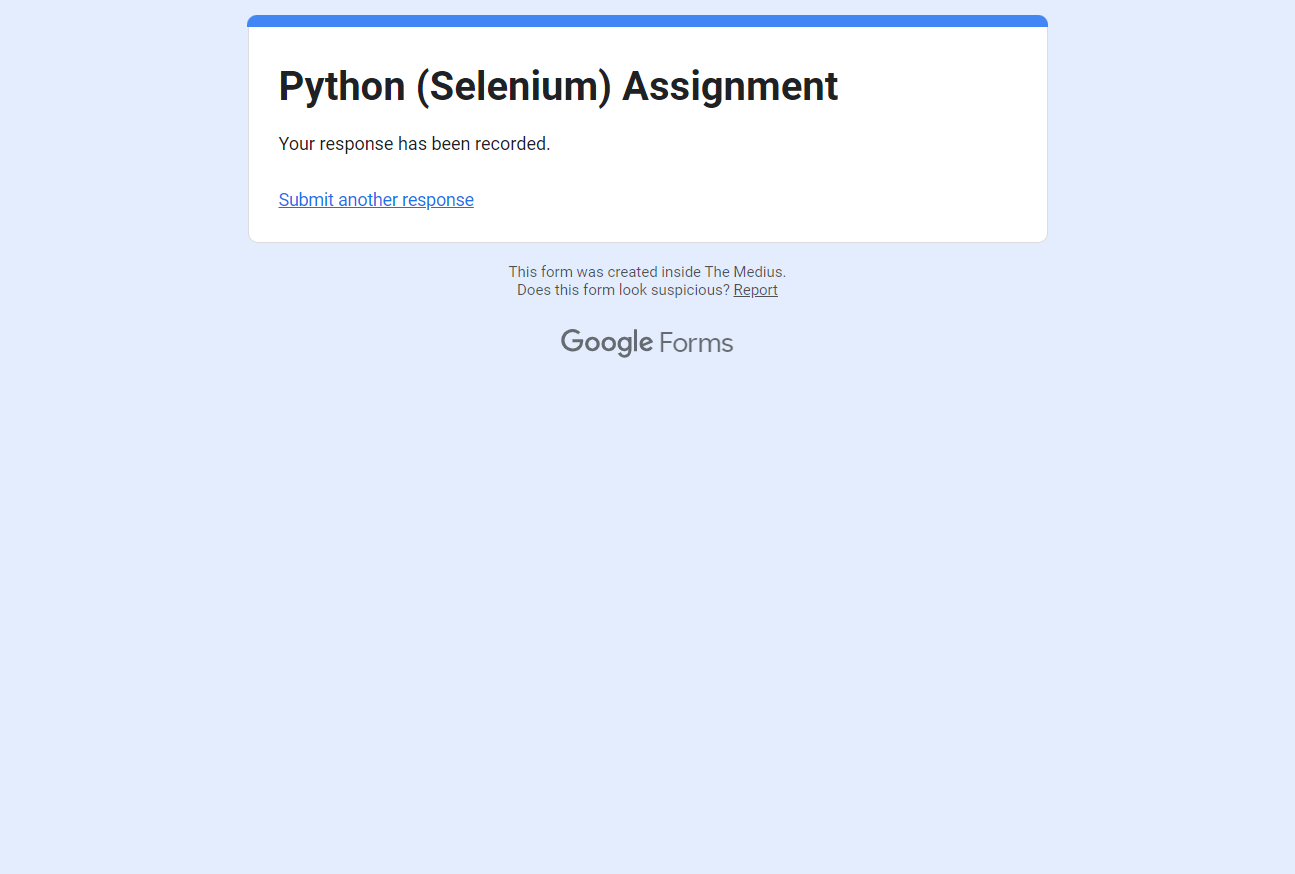 Python (Selenium) Assignment
Your response has been recorded.
Submit another response
This form was created inside The Medius.
Does this form look suspicious? Report
Google Forms